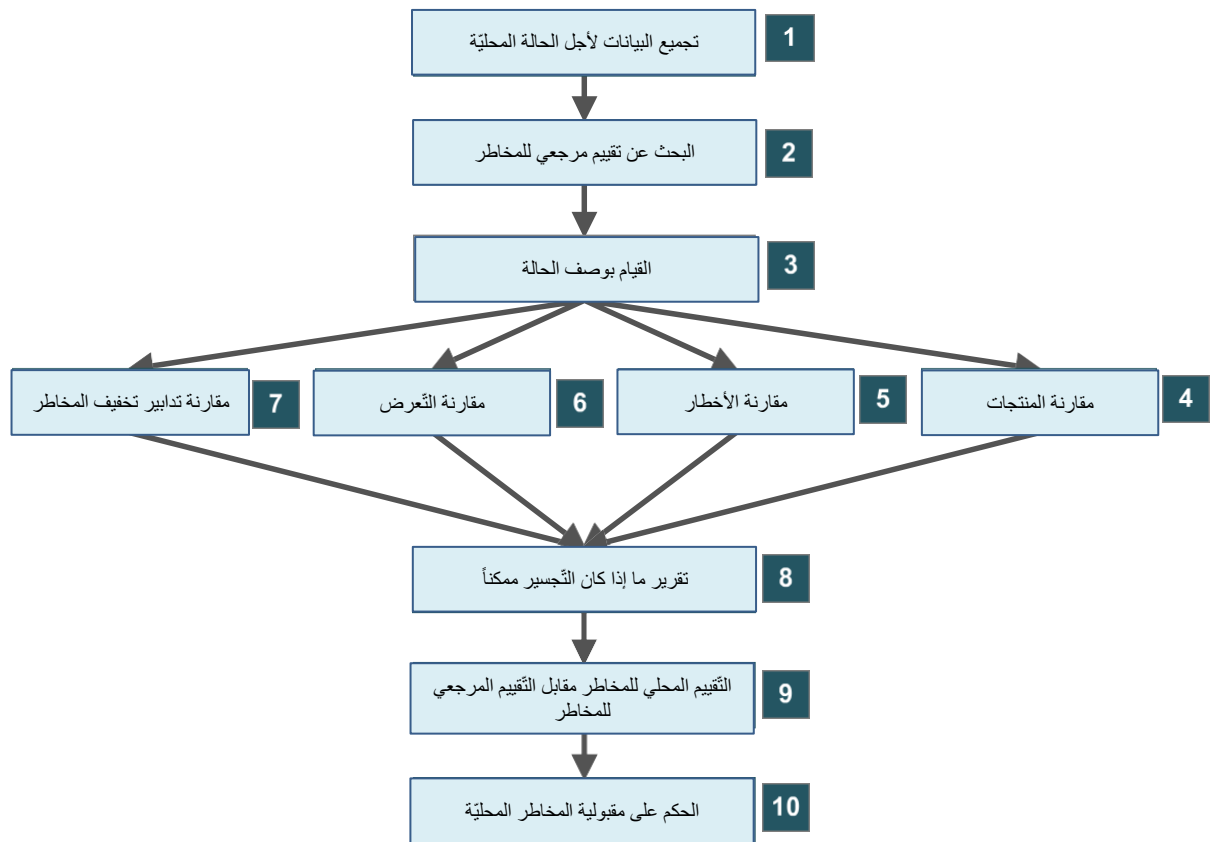 تجميع البيانات لأجل الحالة المحليّة
1
البحث عن تقييم مرجعي للمخاطر
2
القيام بوصف الحالة
3
مقارنة المنتجات
4
مقارنة الأخطار
5
مقارنة التّعرض
6
مقارنة تدابير تخفيف المخاطر
7
تقرير ما إذا كان التّجسير ممكناً
8
التّقييم المحلي للمخاطر مقابل التّقييم المرجعي
للمخاطر
9
الحكم على مقبولية المخاطر المحليّة
10